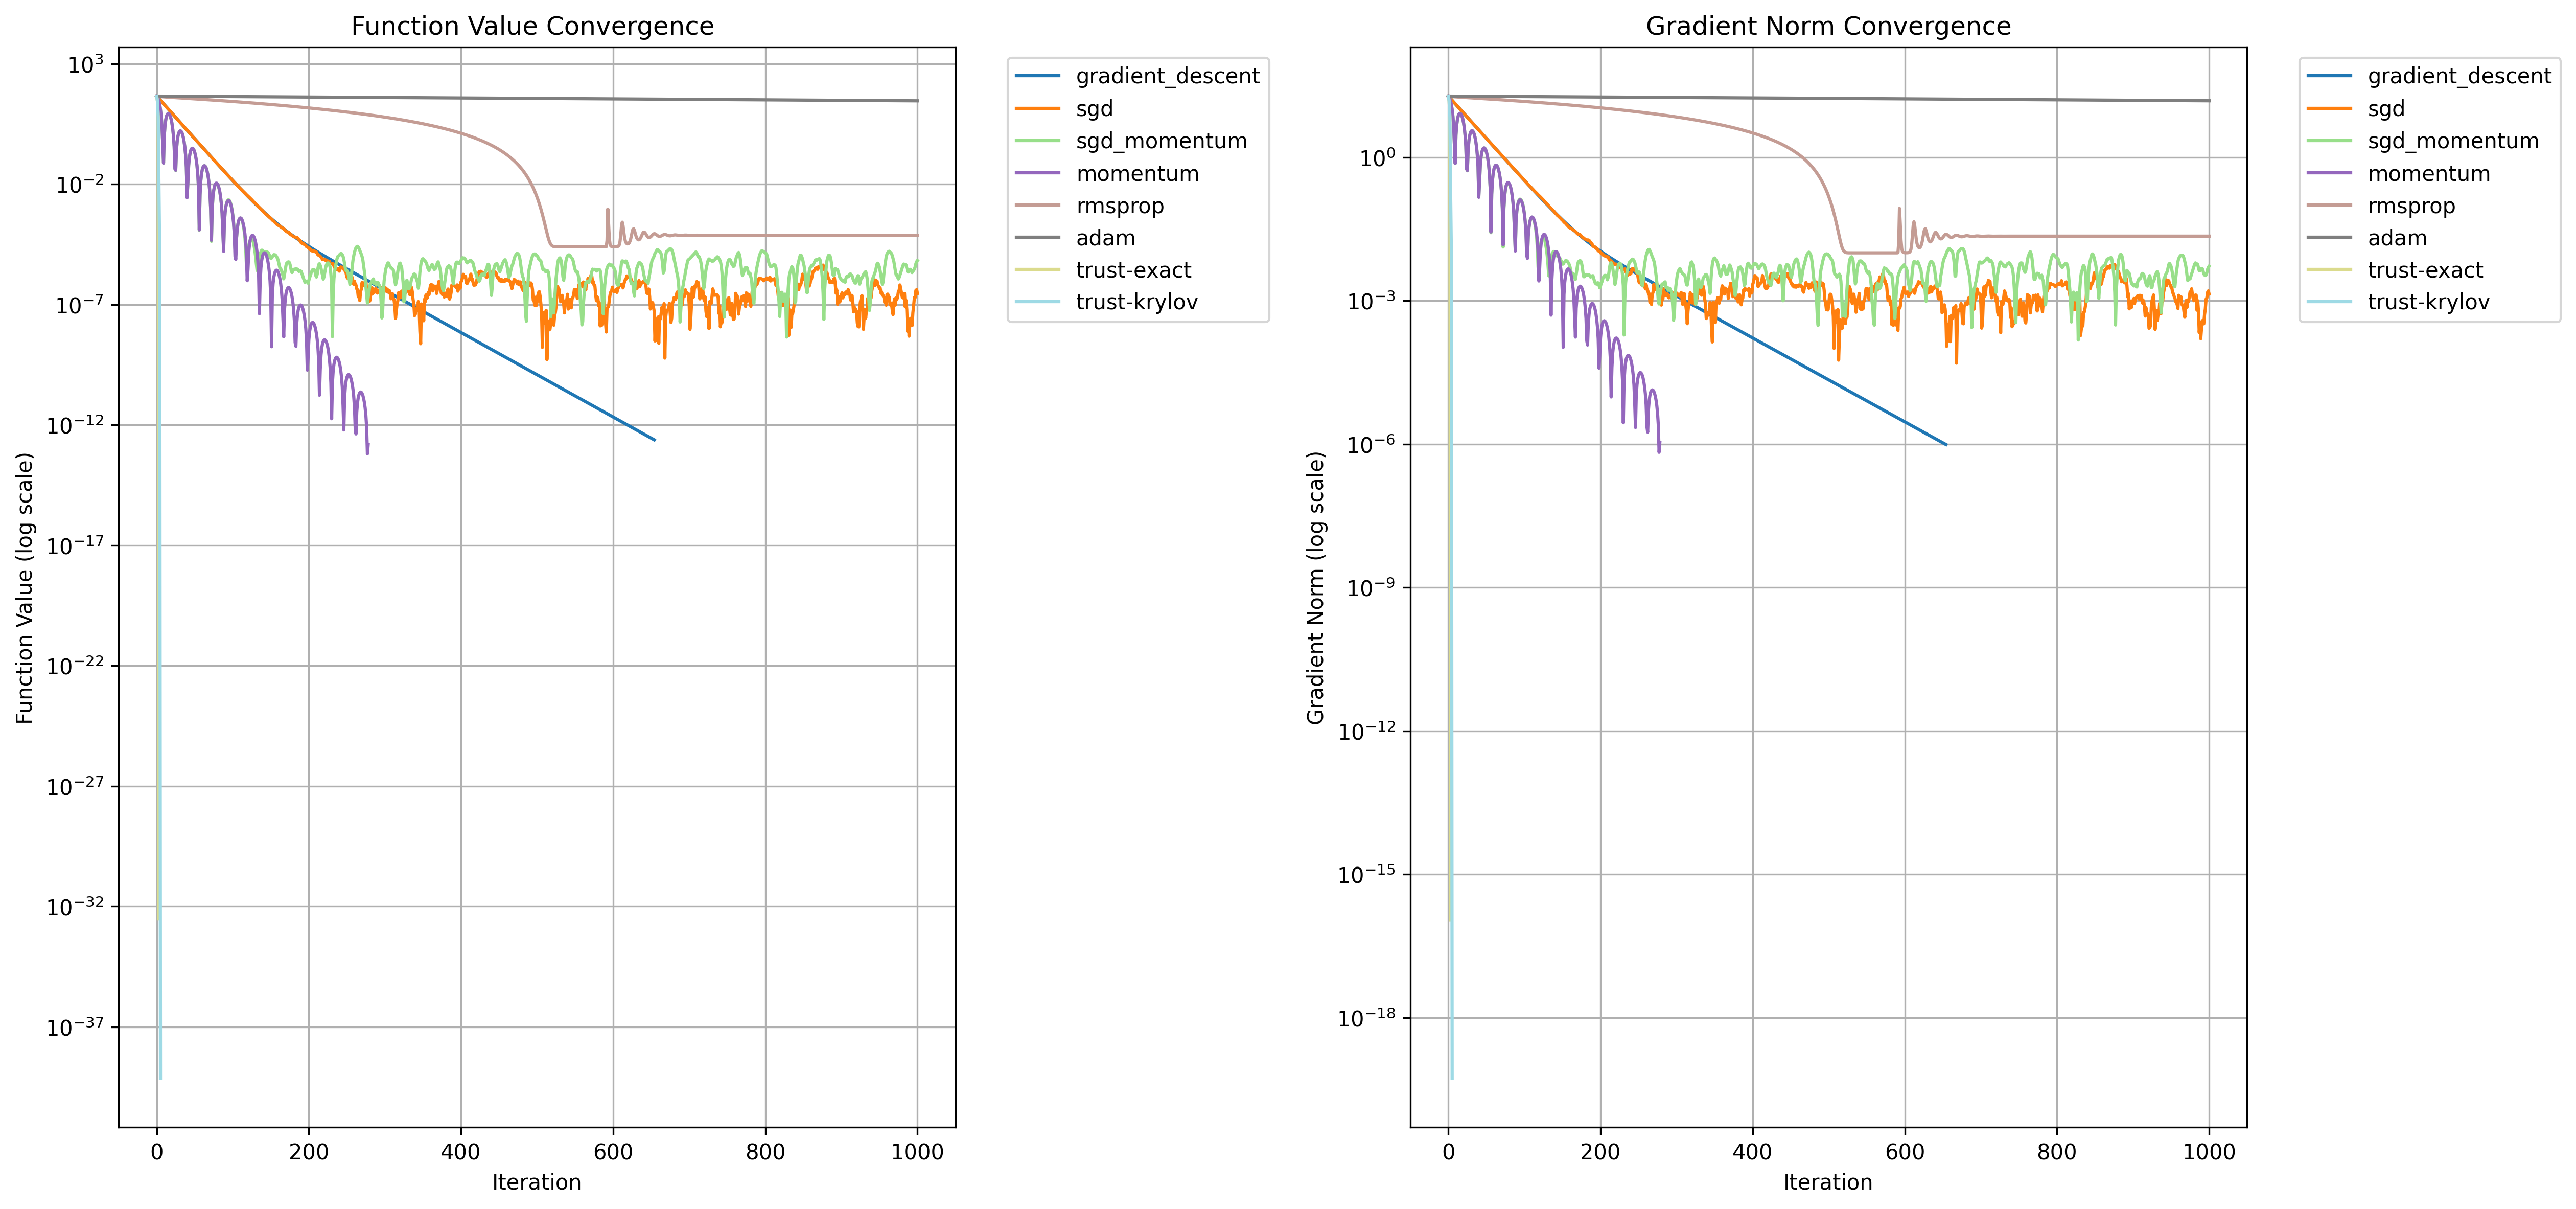 Function Value Convergence
Function Value (log scale)
10³
10⁻²
10⁻⁷
10⁻¹²
10⁻¹⁷
10⁻²²
10⁻²⁷
10⁻³²
10⁻³⁷
0 200 400 600 800 1000
Iteration
gradient_descent
sgd
sgd_momentum
momentum
rmsprop
adam
trust-exact
trust-krylov
Gradient Norm Convergence
Gradient Norm (log scale)
10⁰
10⁻³
10⁻⁶
10⁻⁹
10⁻¹²
10⁻¹⁵
10⁻¹⁸
0 200 400 600 800 1000
Iteration
gradient_descent
sgd
sgd_momentum
momentum
rmsprop
adam
trust-exact
trust-krylov